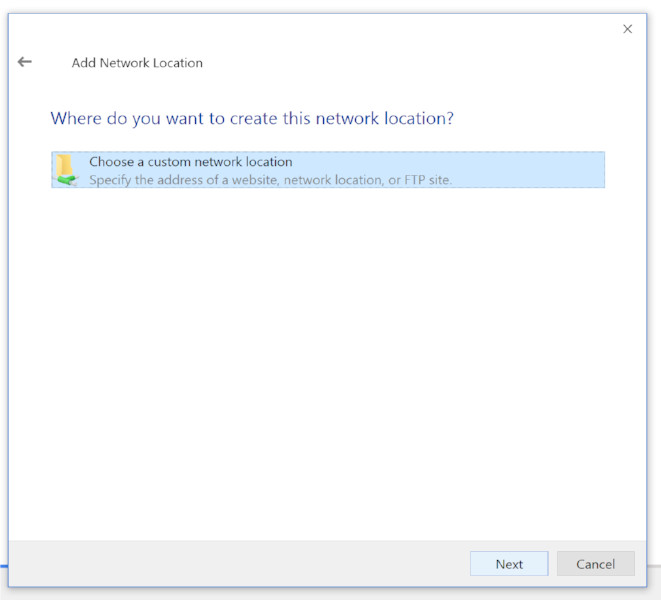 Add Network Location
Where do you want to create this network location?
Choose a custom network location
Specify the address of a website, network location, or FTP site.
Next
Cancel